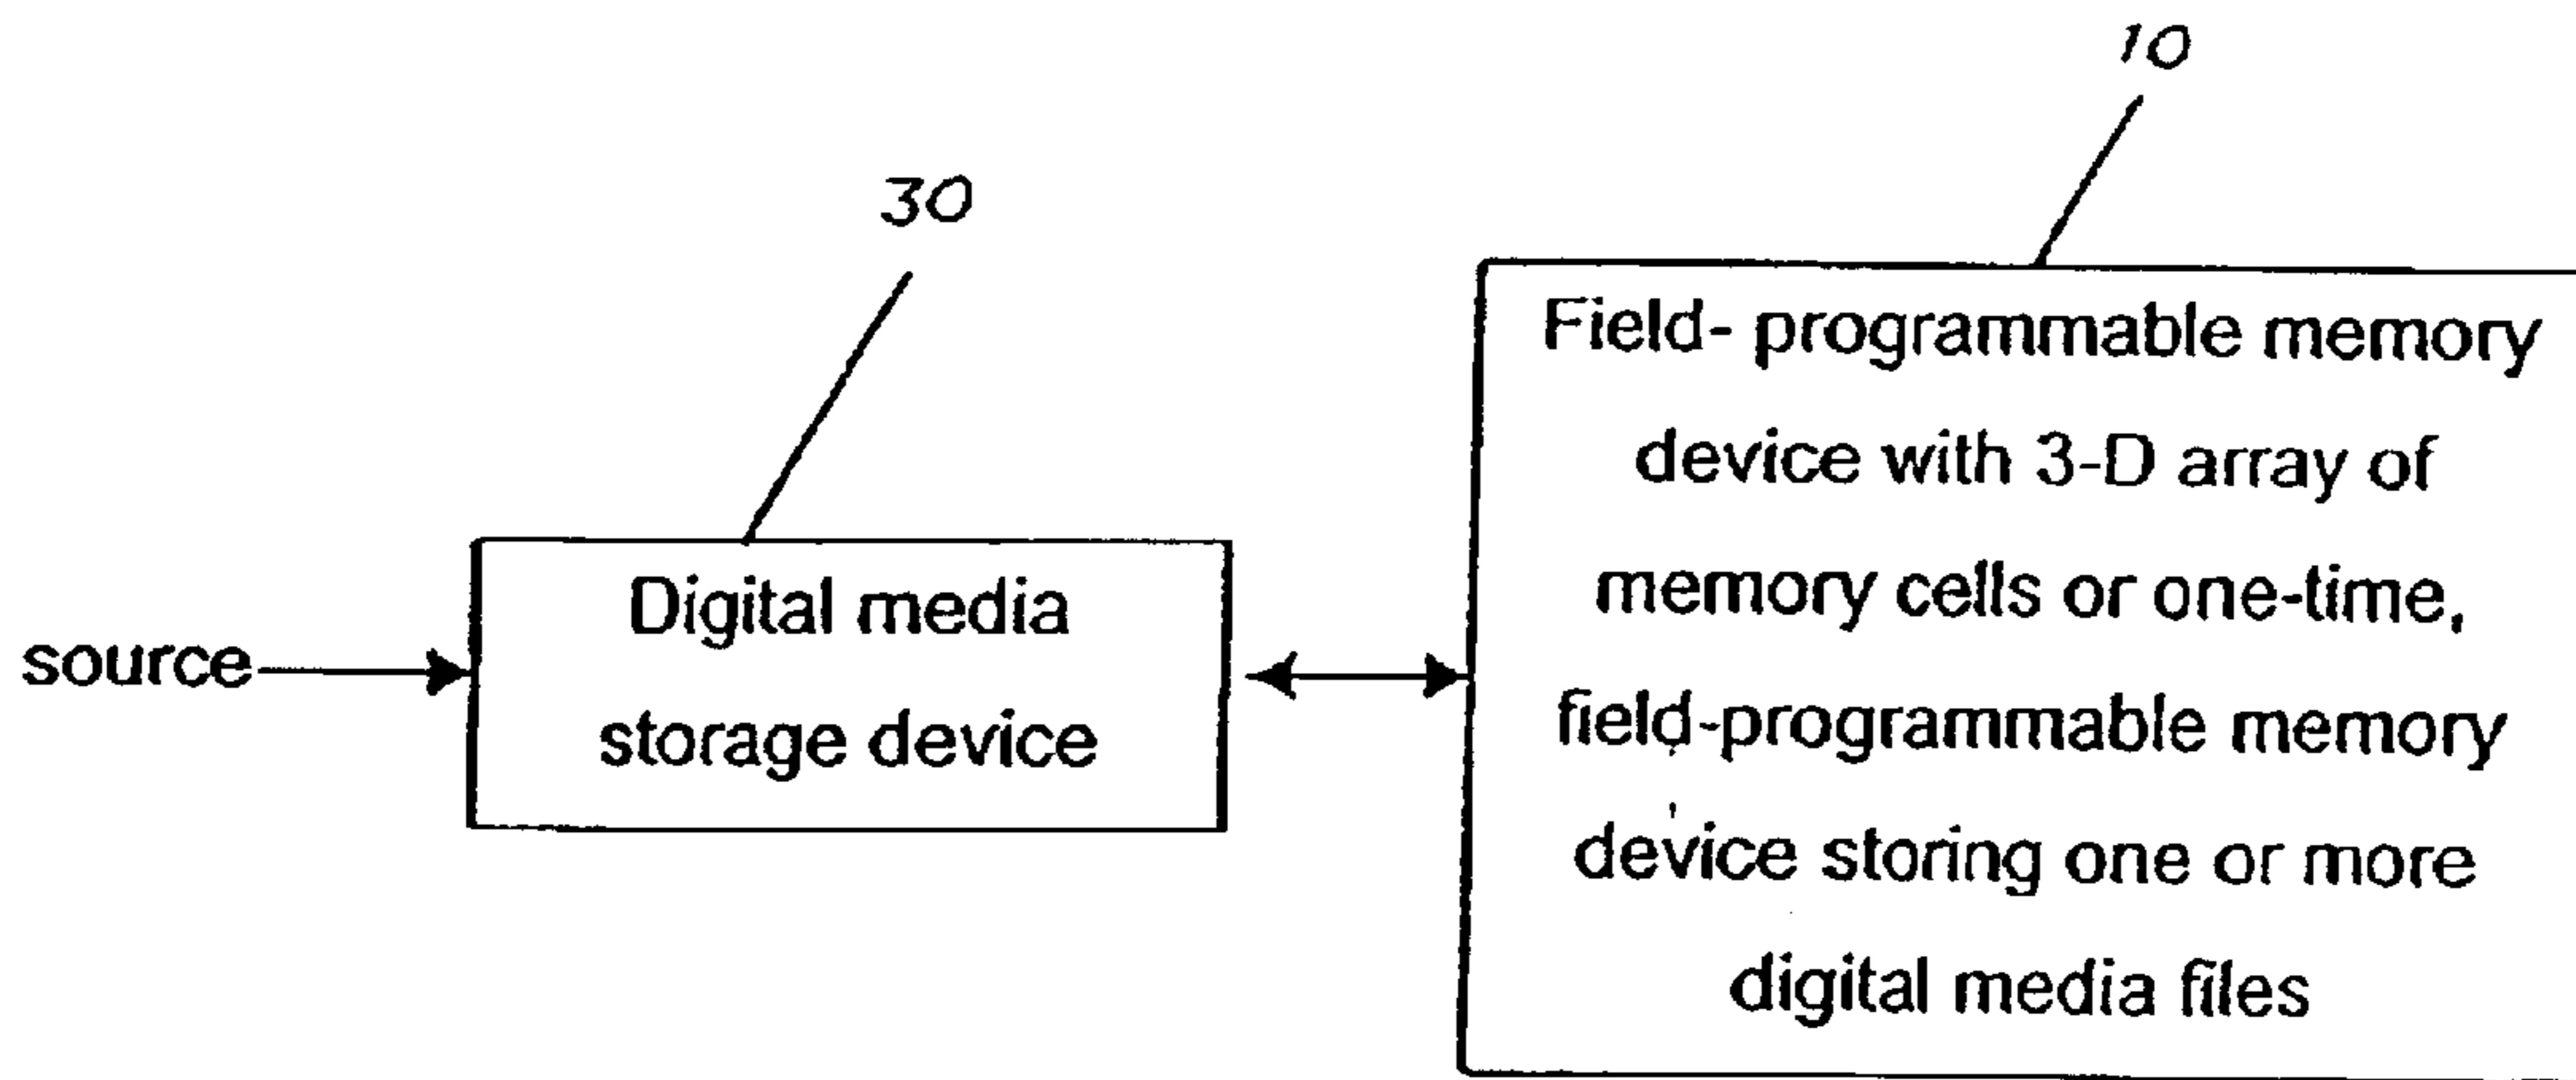 10
30
Field- programmable memory
device with 3-D array of
memory cells or one-time,
field-programmable memory
device storing one or more
digital media files
Digital media
storage device
source